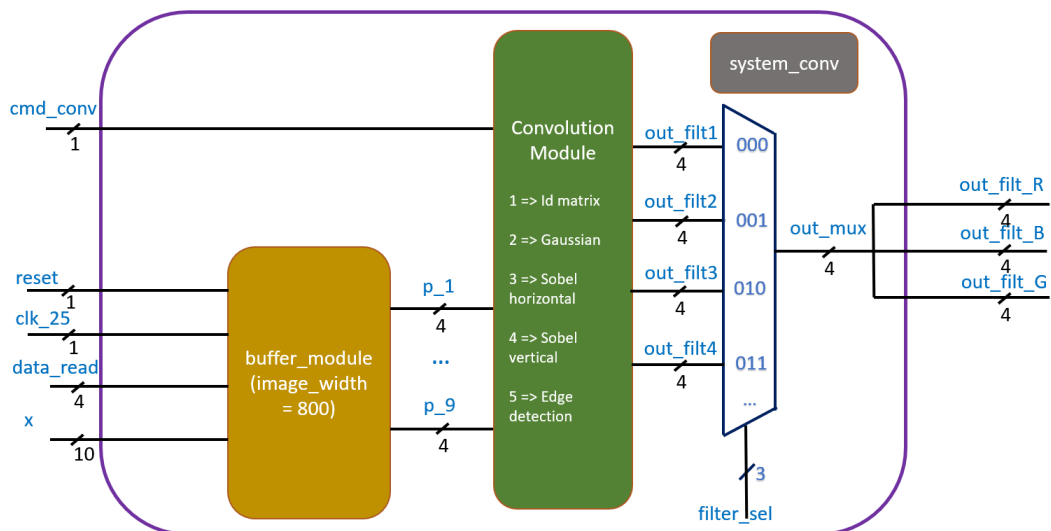 system_conv
cmd_conv
1
Convolution
Module
1 => Id matrix
2 => Gaussian
3 => Sobel
horizontal
4 => Sobel
vertical
5 => Edge
detection
out_filt1
4
000
out_filt2
4
001
out_filt3
4
010
out_filt4
4
011
...
out_mux
4
out_filt_R
4
out_filt_B
4
out_filt_G
4
reset
1
clk_25
1
data_read
4
x
10
buffer_module
(image_width
= 800)
p_1
4
...
p_9
4
3
filter_sel